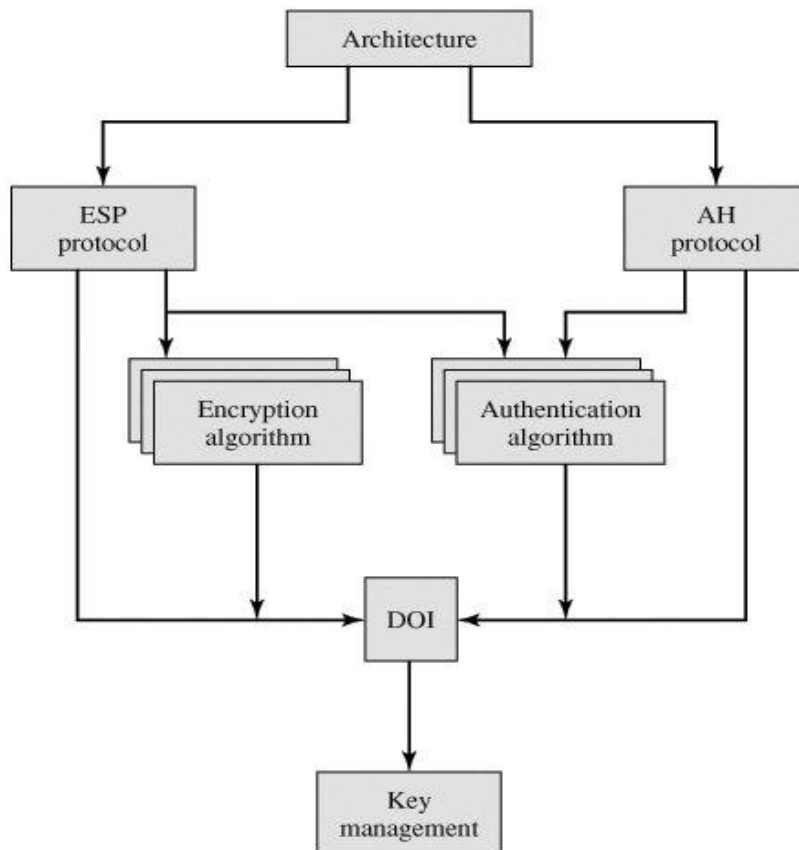 Architecture
ESP
protocol
AH
protocol
Encryption
algorithm
Authentication
algorithm
DOI
Key
management